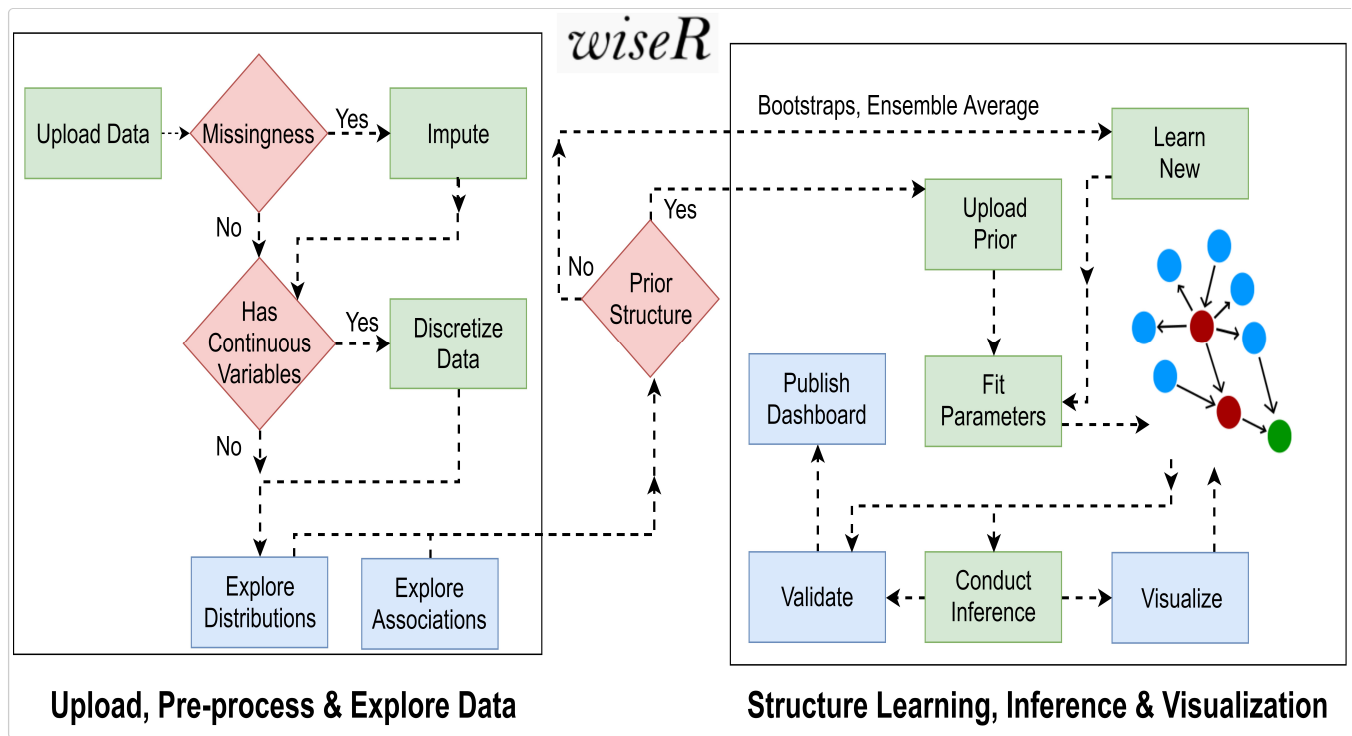 wiseR
Upload Data
Missingness
Yes
Impute
No
Has
Continuous
Variables
Yes
Discretize
Data
No
Explore
Distributions
Explore
Associations
Upload, Pre-process & Explore Data
Bootstraps, Ensemble Average
Learn
New
Yes
Upload
Prior
No
Prior
Structure
Publish
Dashboard
Fit
Parameters
Validate
Conduct
Inference
Visualize
Structure Learning, Inference & Visualization